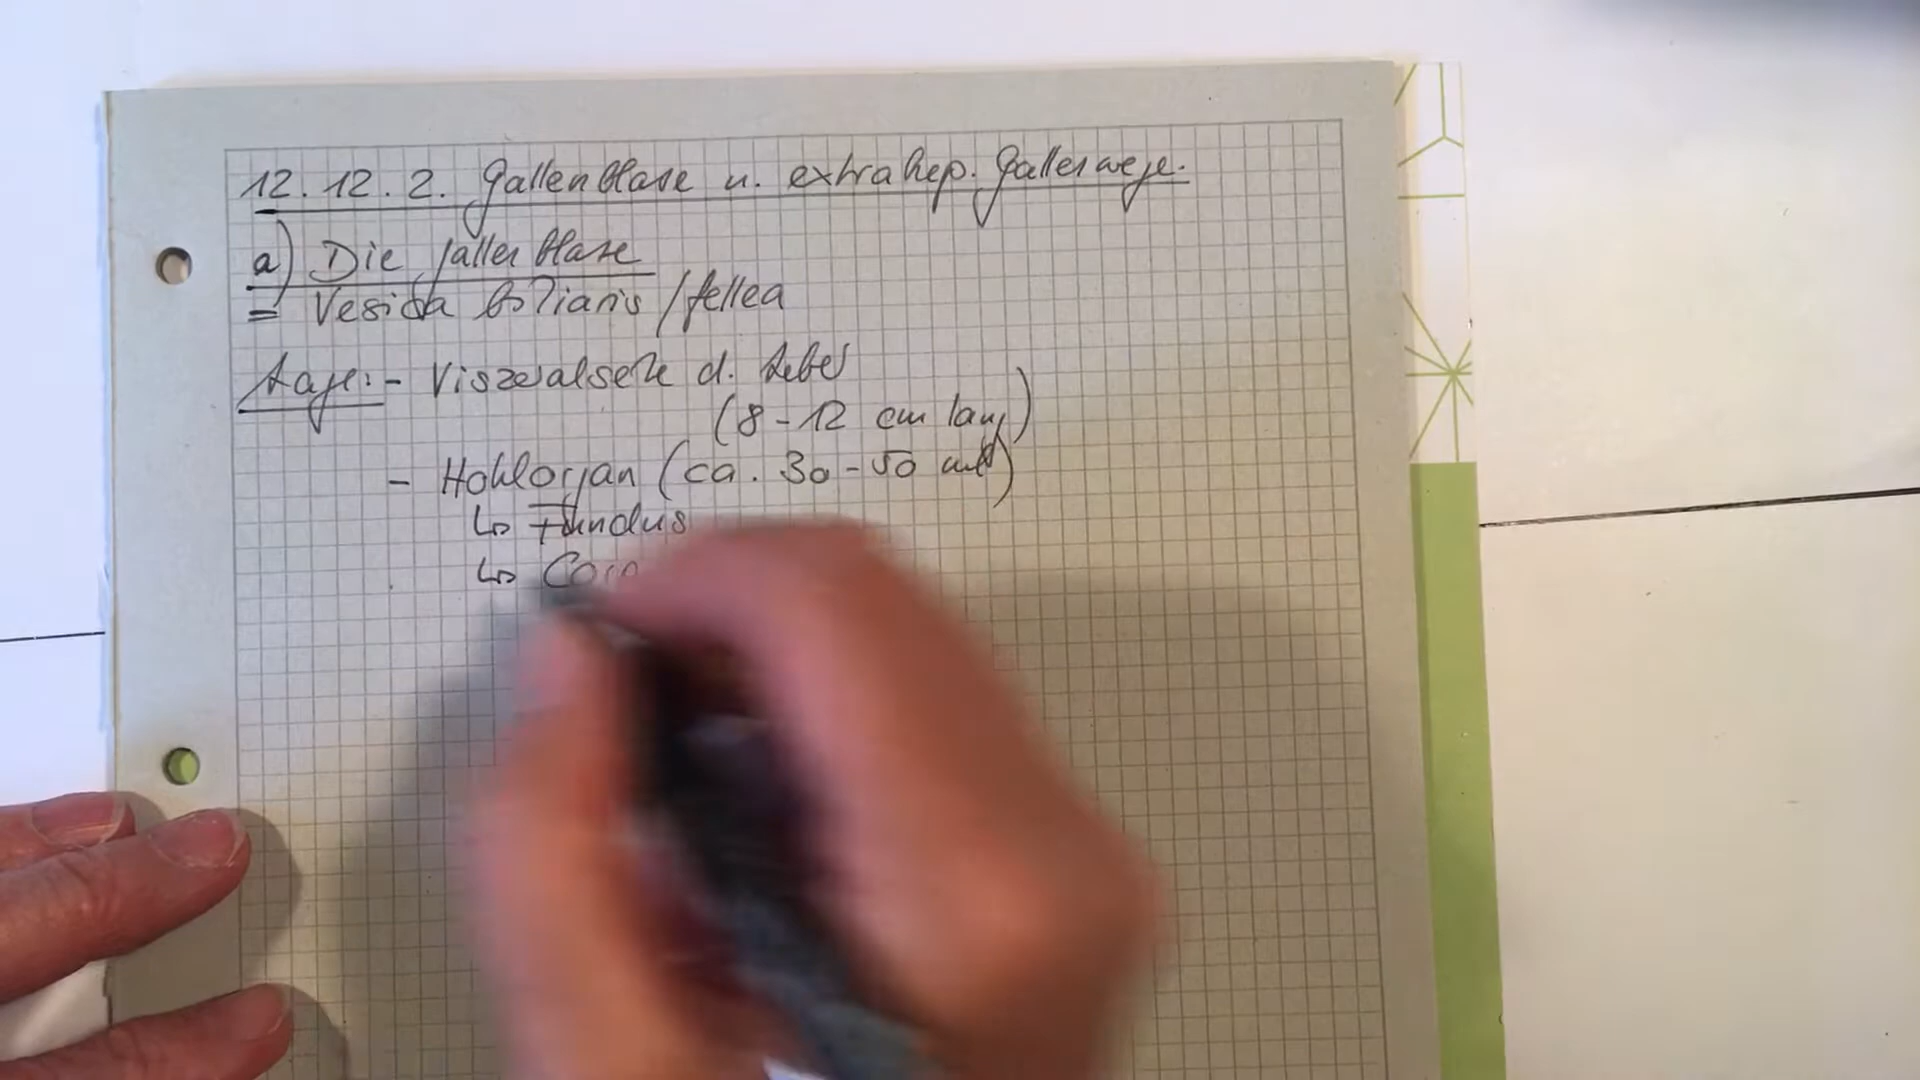 12.12.2. Gallenblase u. extrahep. Gallenwege.
a) Die Gallenblase
= Vesica biliaris / fellea
Lage: - Viszeralseite d. Leber
(8-12 cm lang)
- Hohlorgan (ca. 30-50 ml)
↳ Fundus
↳ Corp